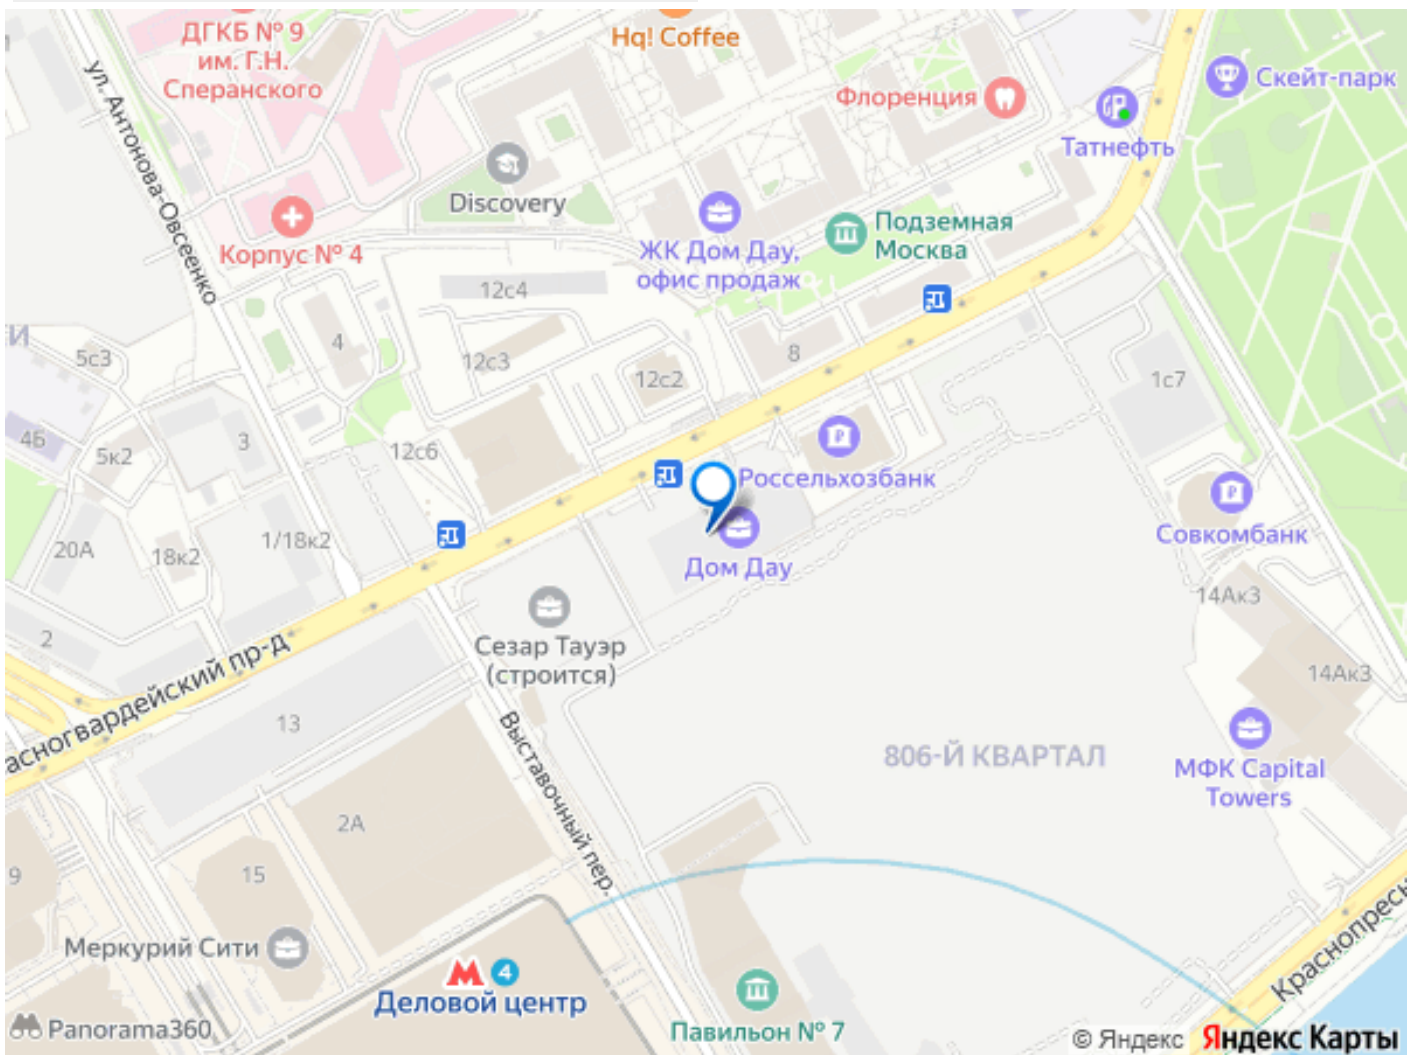 ДГКБ № 9
им. Г.Н.
Сперанского
Hq! Coffee
Флоренция
Скейт-парк
Татнефть
ул. Антонова-Овсеенко
Discovery
Корпус № 4
ЖК Дом Дау,
офис продаж
Подземная
Москва
12с4
4
5с3
12с3
12с2
8
1с7
4Б
5к2
3
12с6
Россельхозбанк
Совкомбанк
20А
18к2
1/18к2
Дом Дау
14Ак3
2
Сезар Тауэр
(строится)
14Ак3
асногвардейский пр-д
13
Выставочный пер.
806-Й КВАРТАЛ
МФК Capital
Towers
2А
9
15
Меркурий Сити
4
Деловой центр
Краснопресн
Panorama360
Павильон № 7
© Яндекс Яндекс Карты